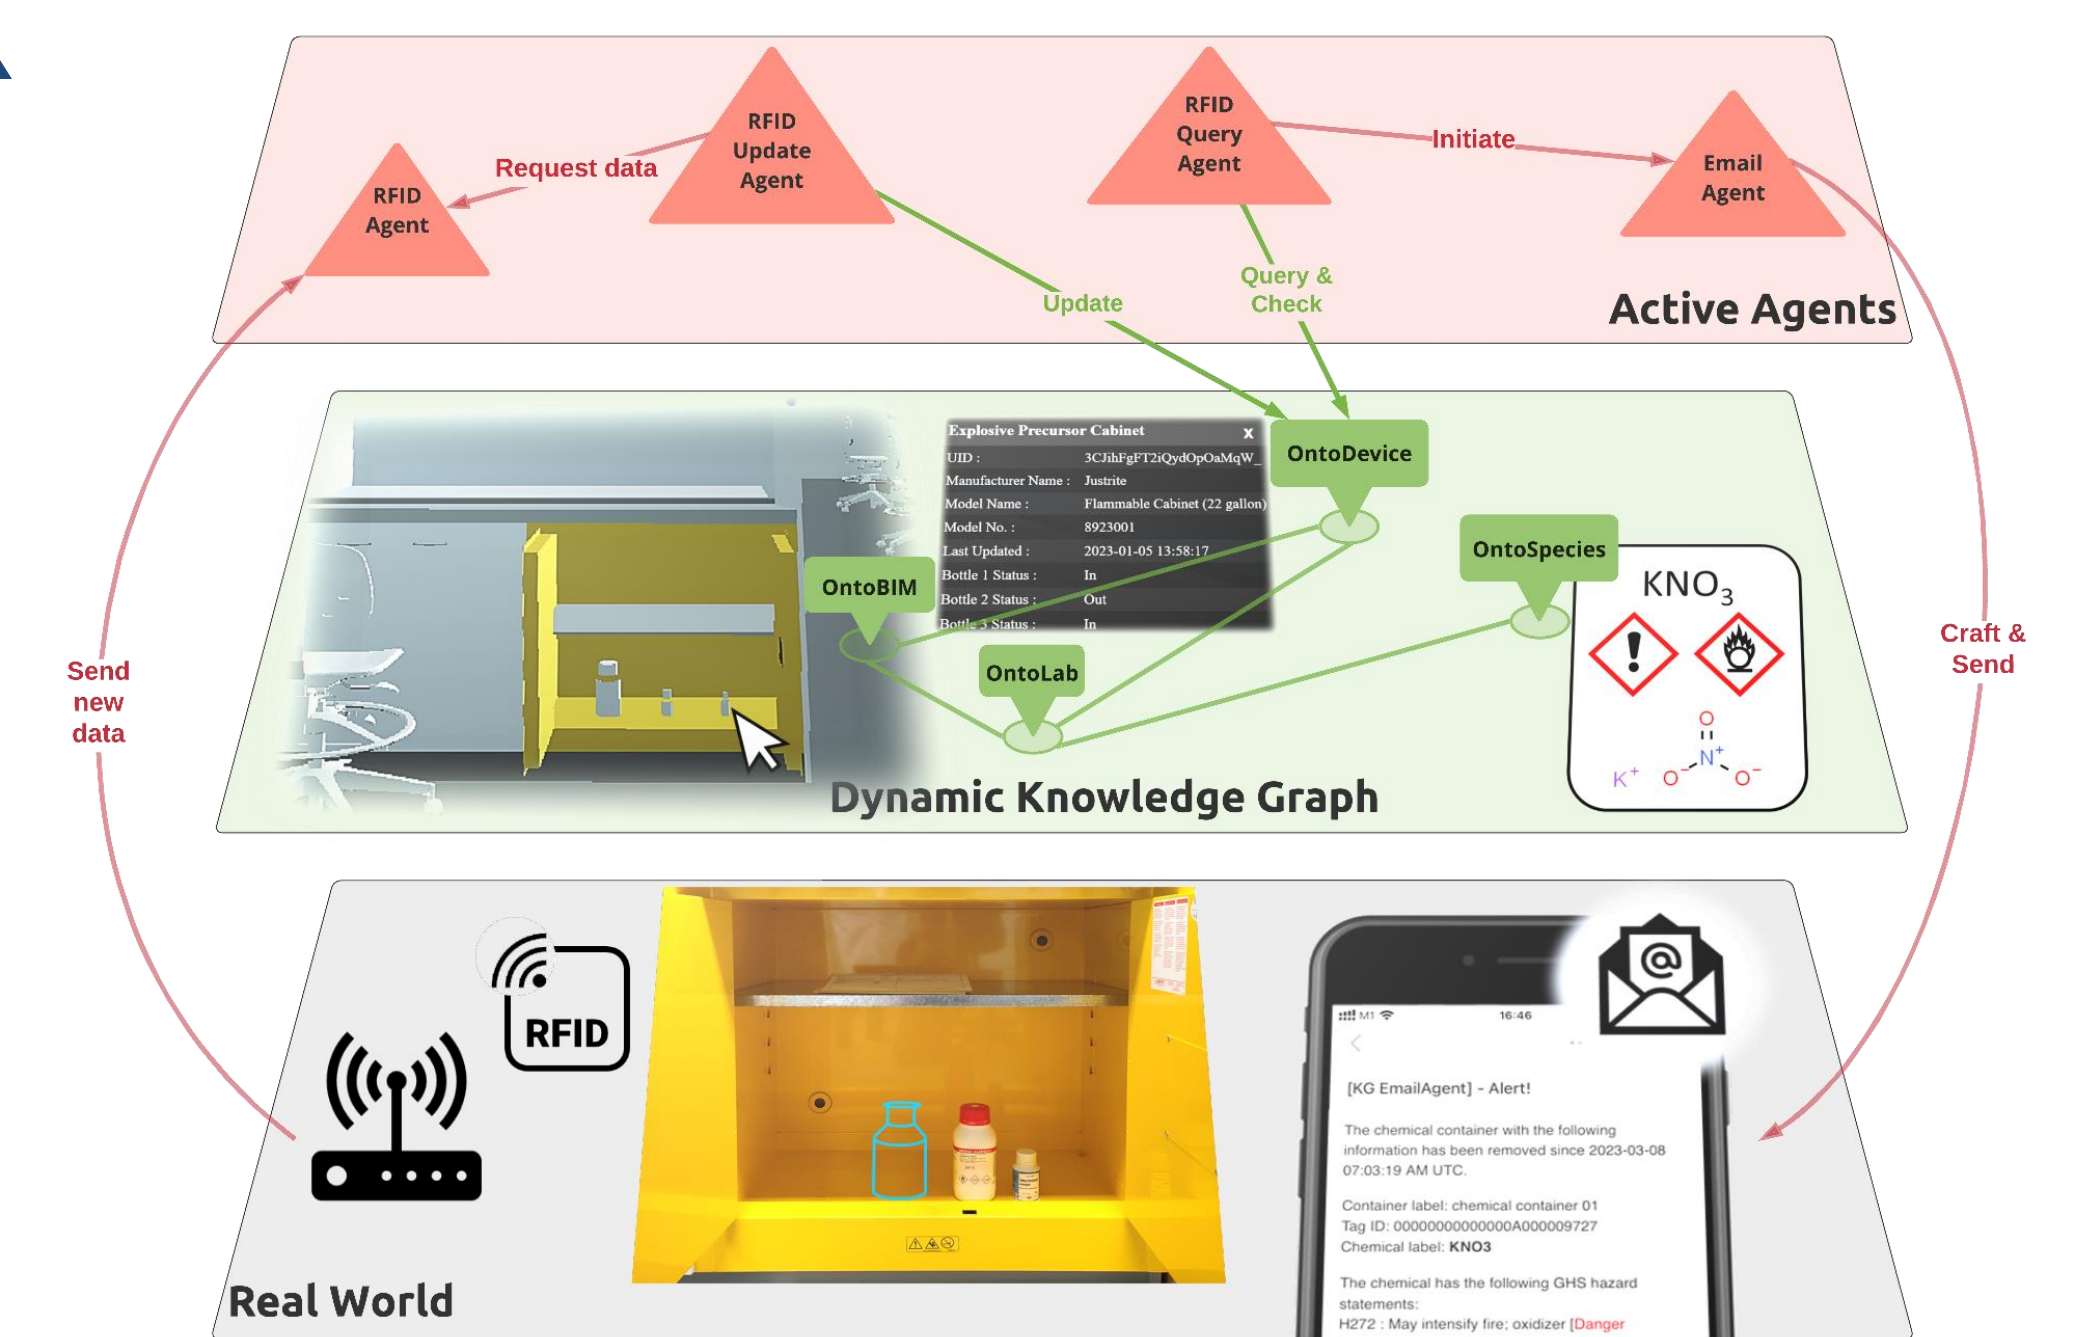 RFID
Agent
Request data
RFID
Update
Agent
RFID
Query
Agent
Initiate
Email
Agent
Update
Query &
Check
Active Agents
Send
new
data
Craft &
Send
Explosive Precursor Cabinet X
UID : 3CJihFgFT2iQydOpOaMqW_
Manufacturer Name : Justrite
Model Name : Flammable Cabinet (22 gallon)
Model No. : 8923001
Last Updated : 2023-01-05 13:58:17
Bottle 1 Status : In
Bottle 2 Status : Out
Bottle 3 Status : In
OntoDevice
OntoBIM
OntoLab
OntoSpecies
KNO3
O
N+
K+ O− O−
Dynamic Knowledge Graph
RFID
Real World
M1 16:46
[KG EmailAgent] - Alert!
The chemical container with the following
information has been removed since 2023-03-08
07:03:19 AM UTC.
Container label: chemical container 01
Tag ID: 00000000000000A000009727
Chemical label: KNO3
The chemical has the following GHS hazard
statements:
H272 : May intensify fire; oxidizer [Danger